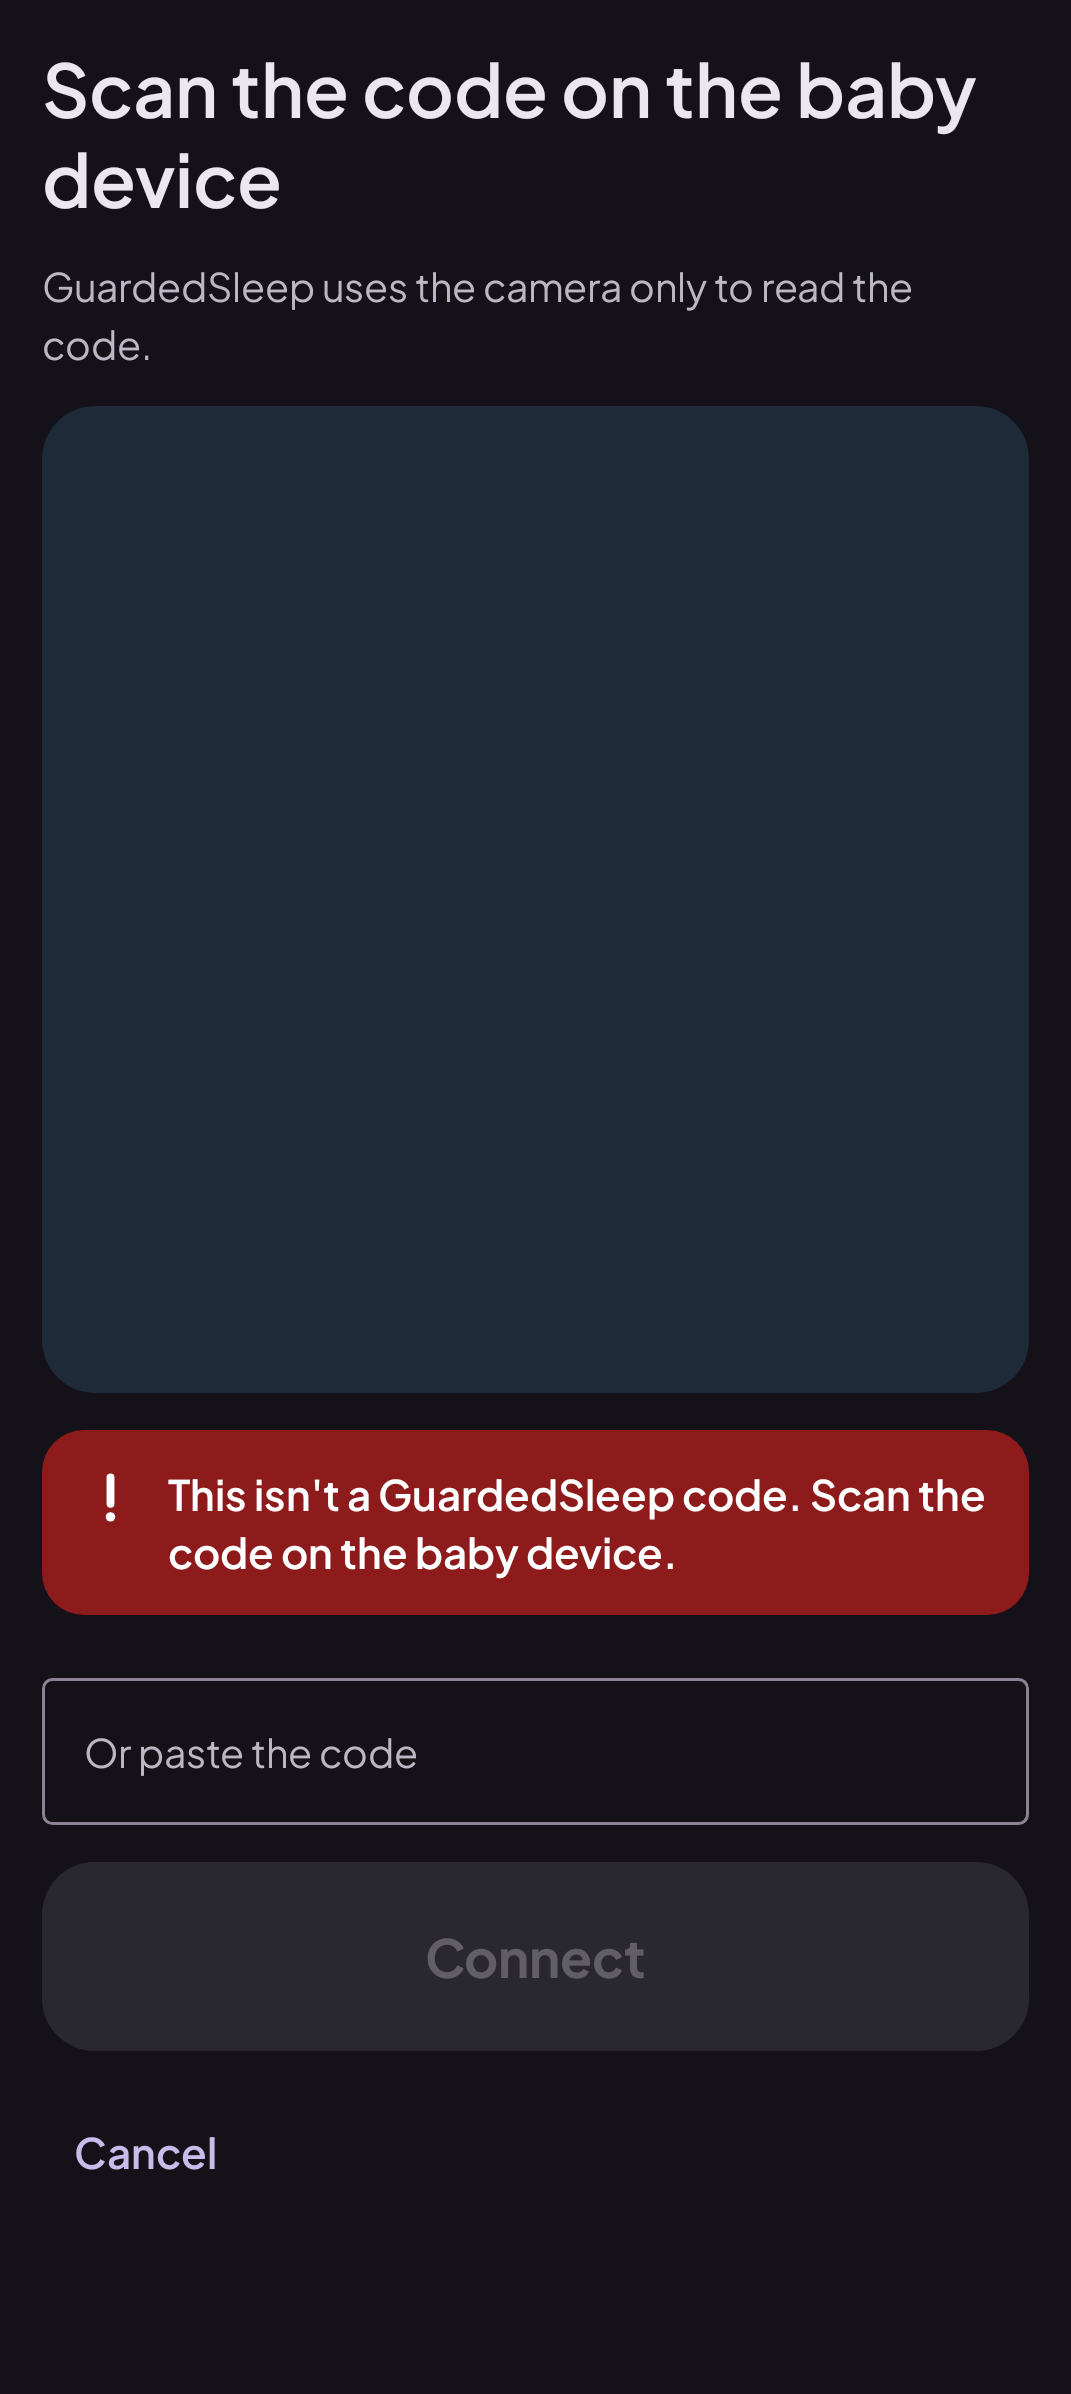 Scan the code on the baby
device
GuardedSleep uses the camera only to read the
code.
This isn't a GuardedSleep code. Scan the
code on the baby device.
Or paste the code
Connect
Cancel